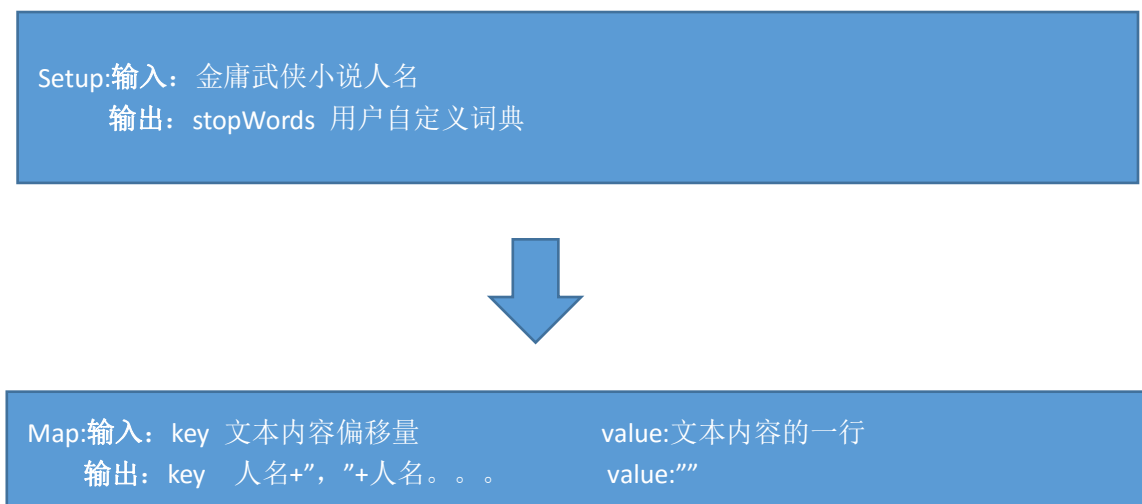 Setup:输入：金庸武侠小说人名
输出：stopWords 用户自定义词典
Map:输入：key 文本内容偏移量 value:文本内容的一行
输出：key 人名+”，”+人名。。。 value:””